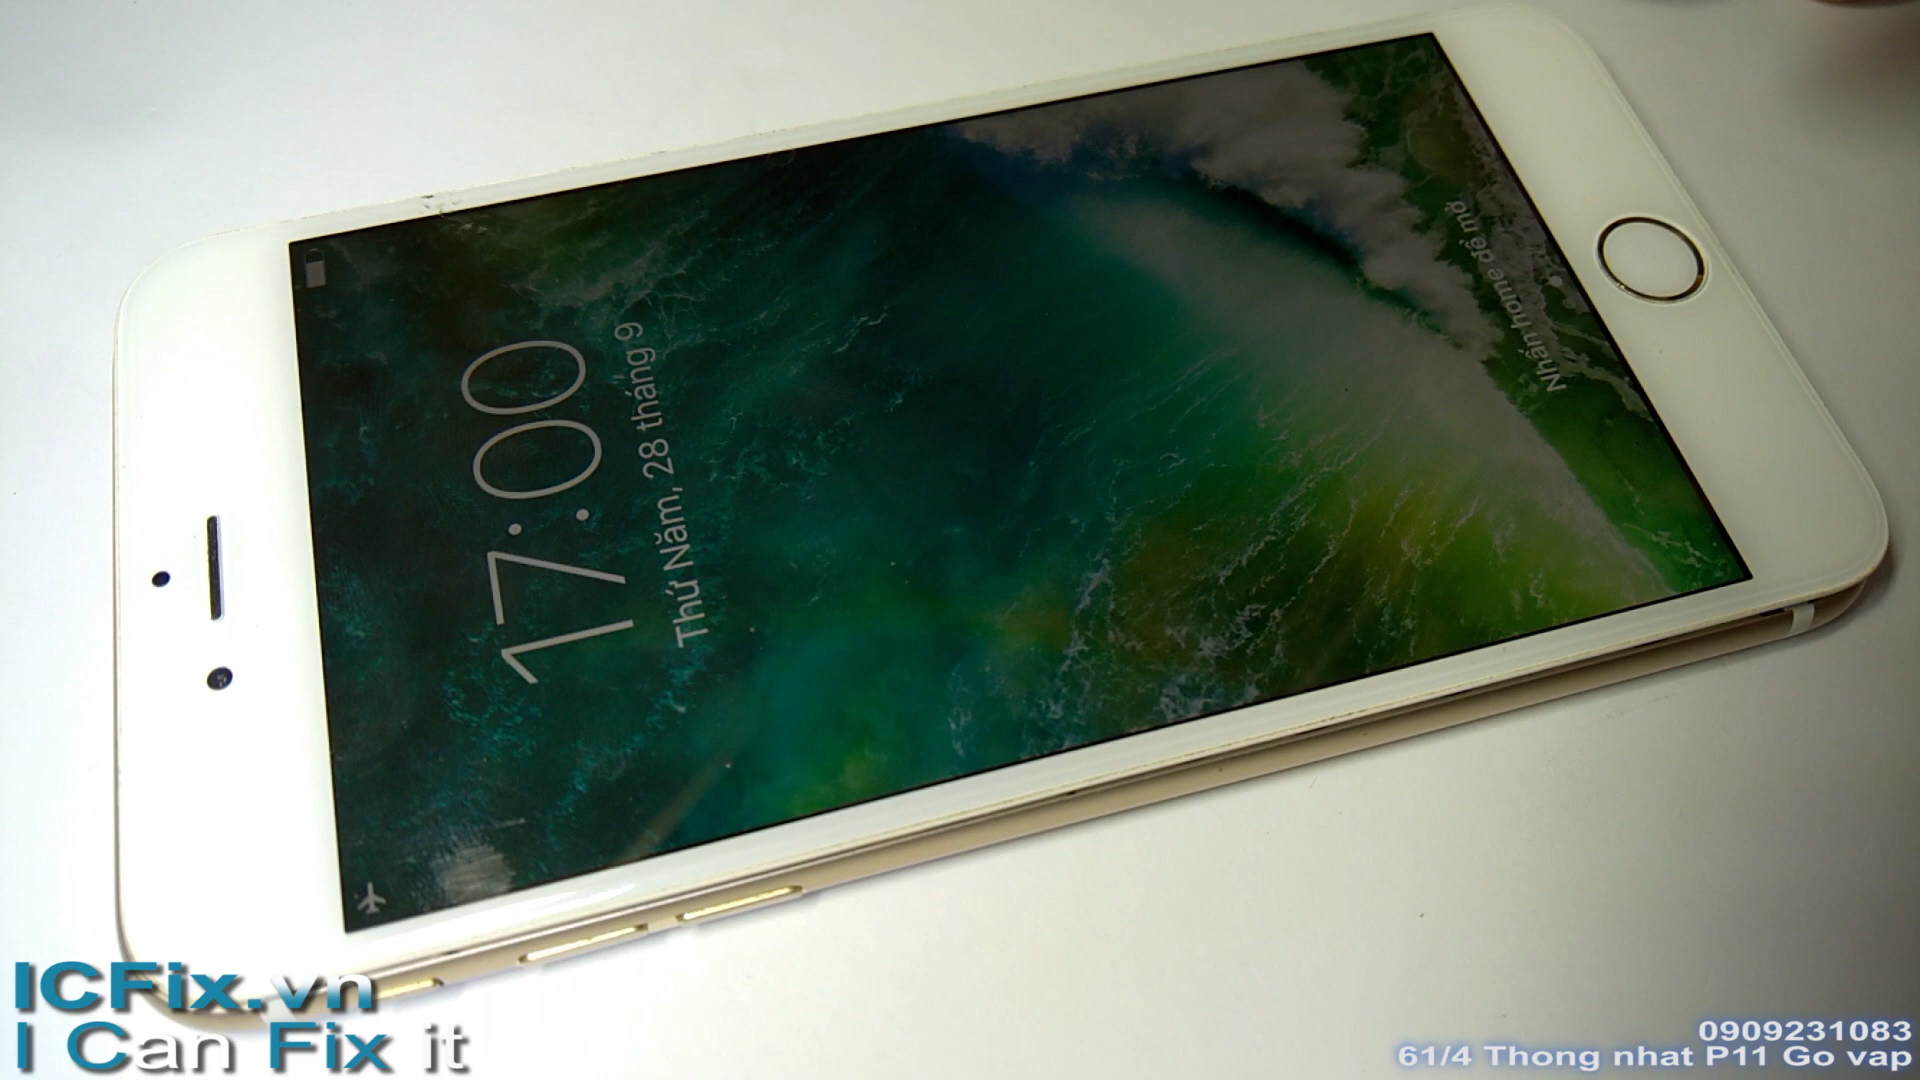 17:00
Thứ Năm, 28 tháng 9
Nhấn home để mở
ICFix.vn
I Can Fix it
0909231083
61/4 Thong nhat P11 Go vap